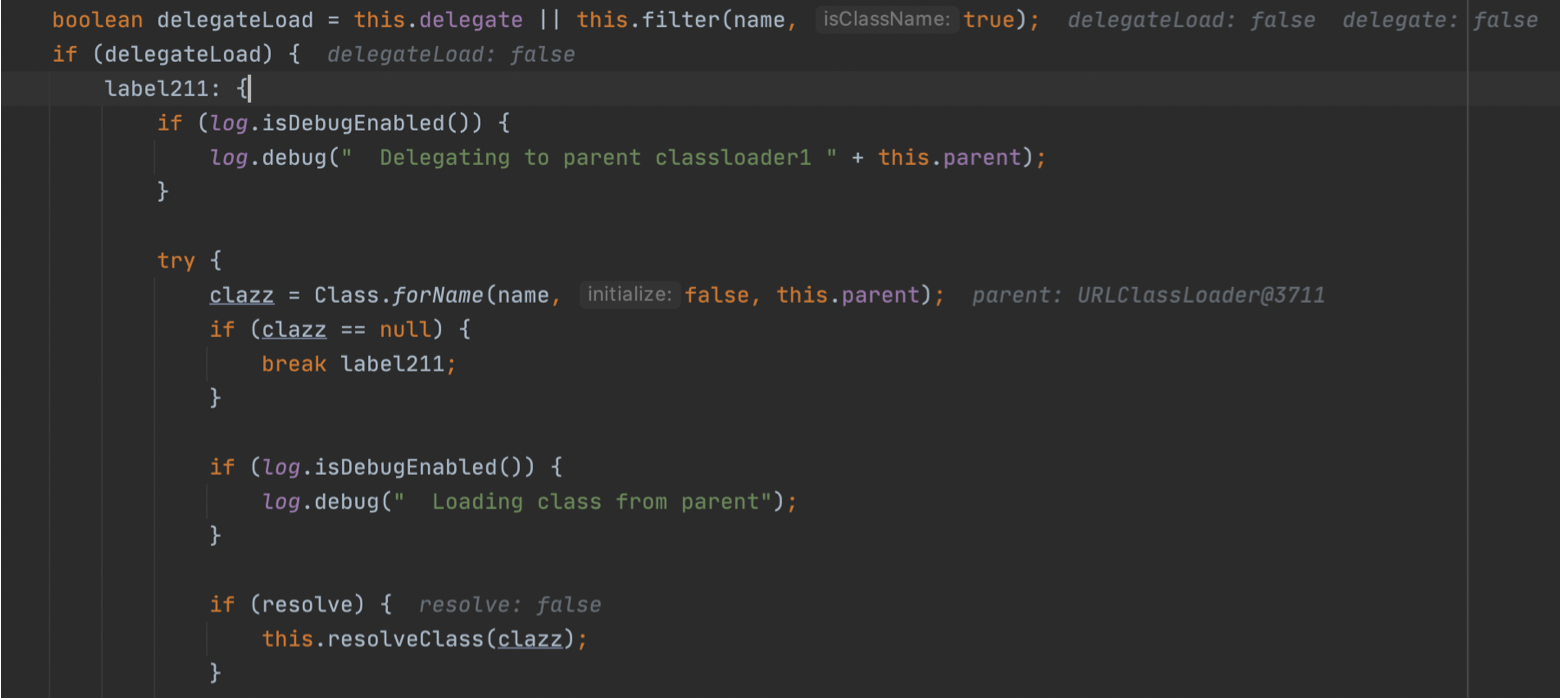 boolean delegateLoad = this.delegate || this.filter(name, isClassName: true);  delegateLoad: false  delegate: false
if (delegateLoad) {  delegateLoad: false
    label211: {
        if (log.isDebugEnabled()) {
            log.debug("  Delegating to parent classloader1 " + this.parent);
        }

        try {
            clazz = Class.forName(name, initialize: false, this.parent);  parent: URLClassLoader@3711
            if (clazz == null) {
                break label211;
            }

            if (log.isDebugEnabled()) {
                log.debug("  Loading class from parent");
            }

            if (resolve) {  resolve: false
                this.resolveClass(clazz);
            }